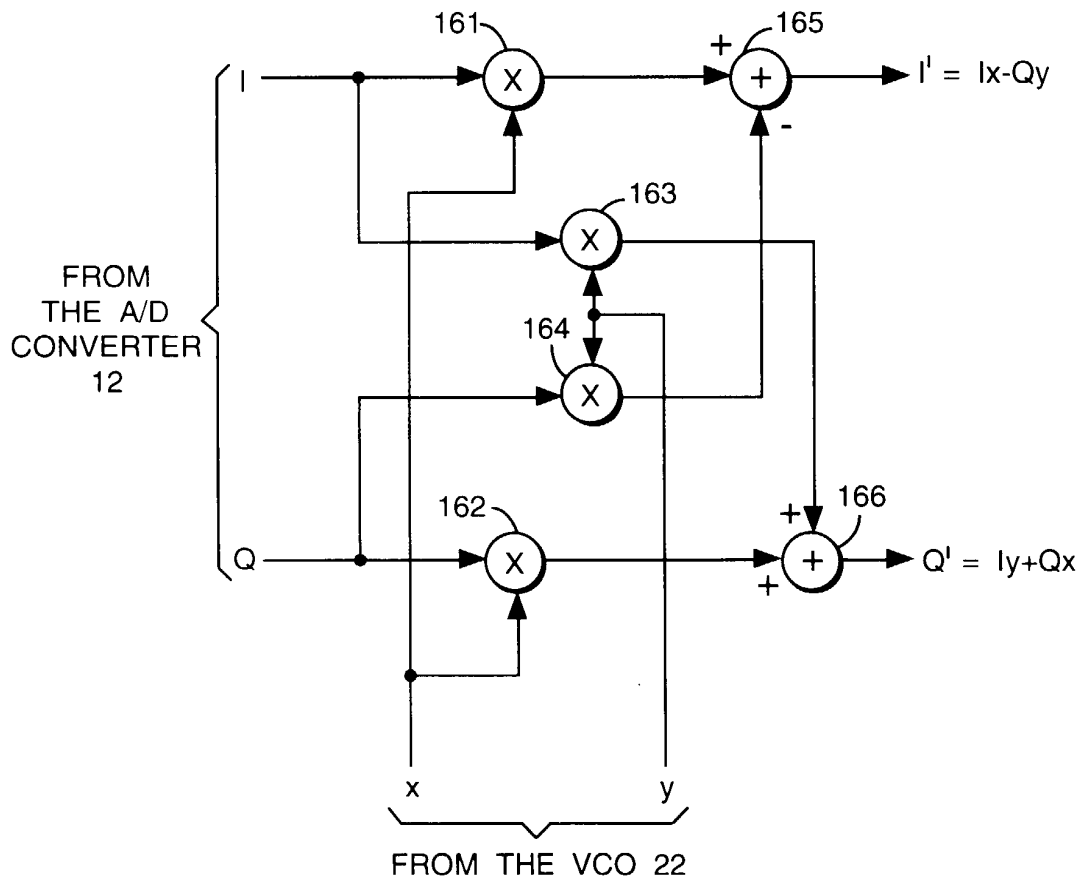 161
165
I
X
+
+
-
I' = Ix-Qy
163
X
FROM
THE A/D
CONVERTER
12
164
X
162
166
Q
X
+
+
+
Q' = Iy+Qx
x
y
FROM THE VCO 22